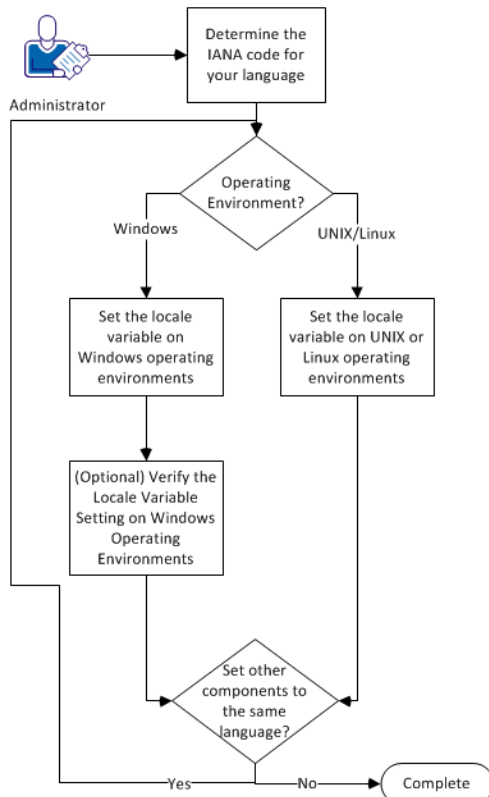 Determine the
IANA code for
your language
Administrator
Operating
Environment?
Windows
UNIX/Linux
Set the locale
variable on
Windows operating
environments
Set the locale
variable on UNIX or
Linux operating
environments
(Optional) Verify the
Locale Variable
Setting on Windows
Operating
Environments
Set other
components to
the same
language?
Yes
No
Complete